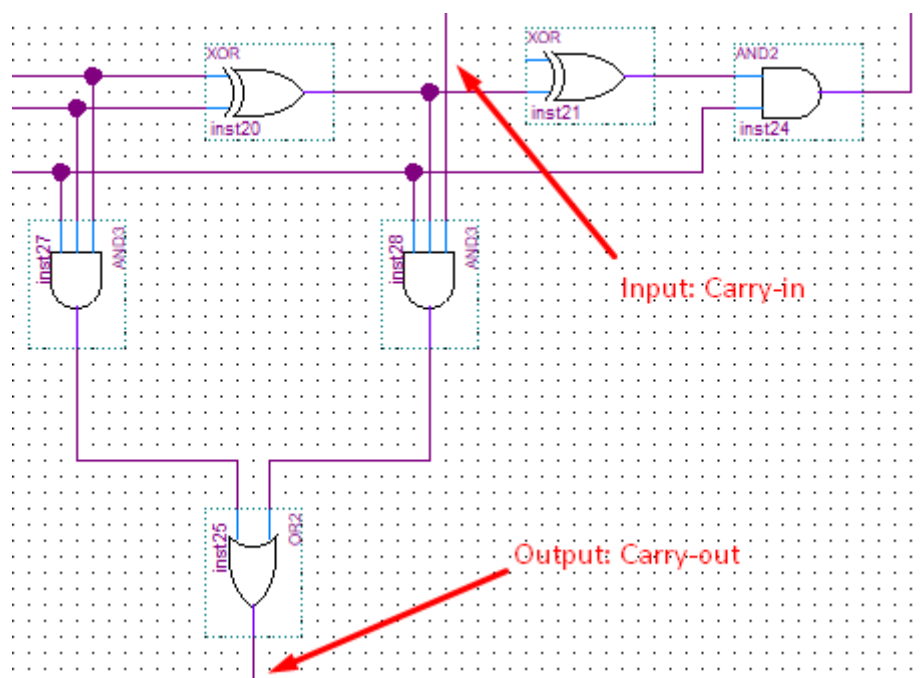 XOR
inst20
XOR
inst21
AND2
inst24
inst27
AND3
inst28
AND3
Input: Carry-in
inst25
OR2
Output: Carry-out